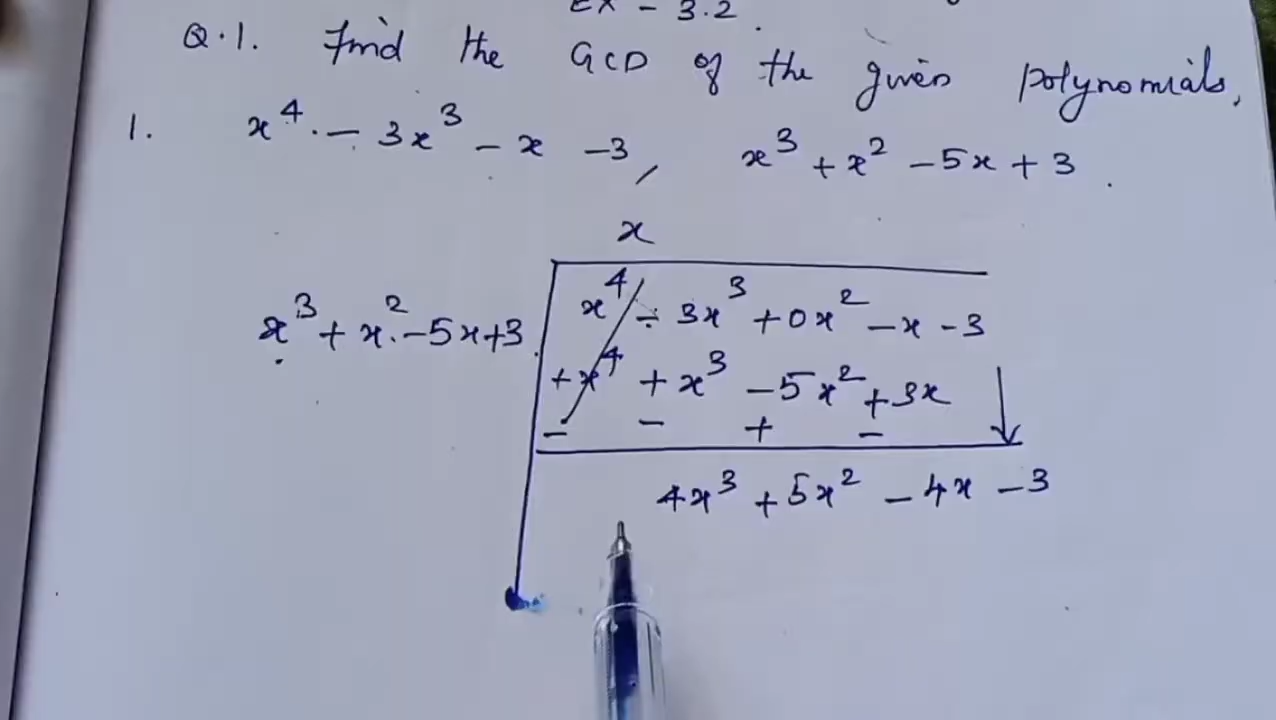 Ex - 3.2.
Q.1. Find the GCD of the given polynomials,
1. x⁴ - 3x³ - x - 3, x³ + x² - 5x + 3.
x
x³ + x² - 5x + 3 x⁴ - 3x³ + 0x² - x - 3
+x⁴ + x³ - 5x² + 3x
- - + -
4x³ + 5x² - 4x - 3